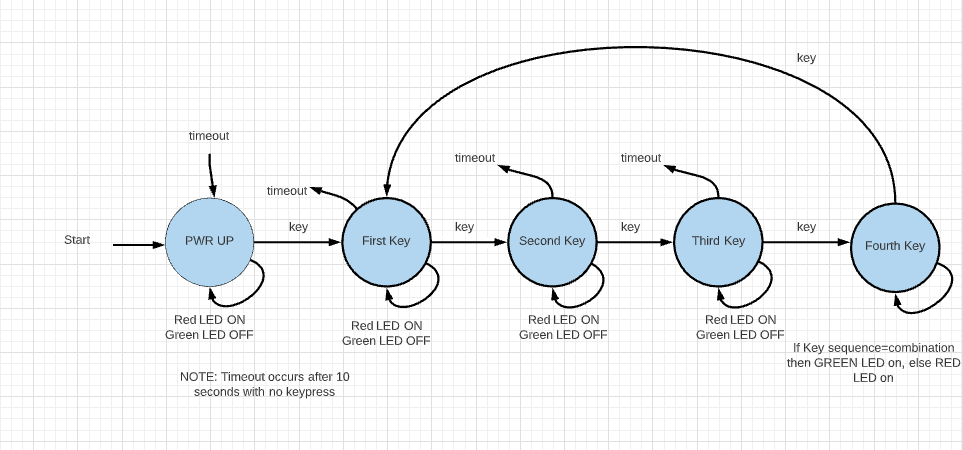 key
timeout
timeout
timeout
timeout
Start
PWR UP
key
First Key
key
Second Key
key
Third Key
key
Fourth Key
Red LED ON
Green LED OFF
Red LED ON
Green LED OFF
Red LED ON
Green LED OFF
Red LED ON
Green LED OFF
If Key sequence=combination
then GREEN LED on, else RED
LED on
NOTE: Timeout occurs after 10
seconds with no keypress